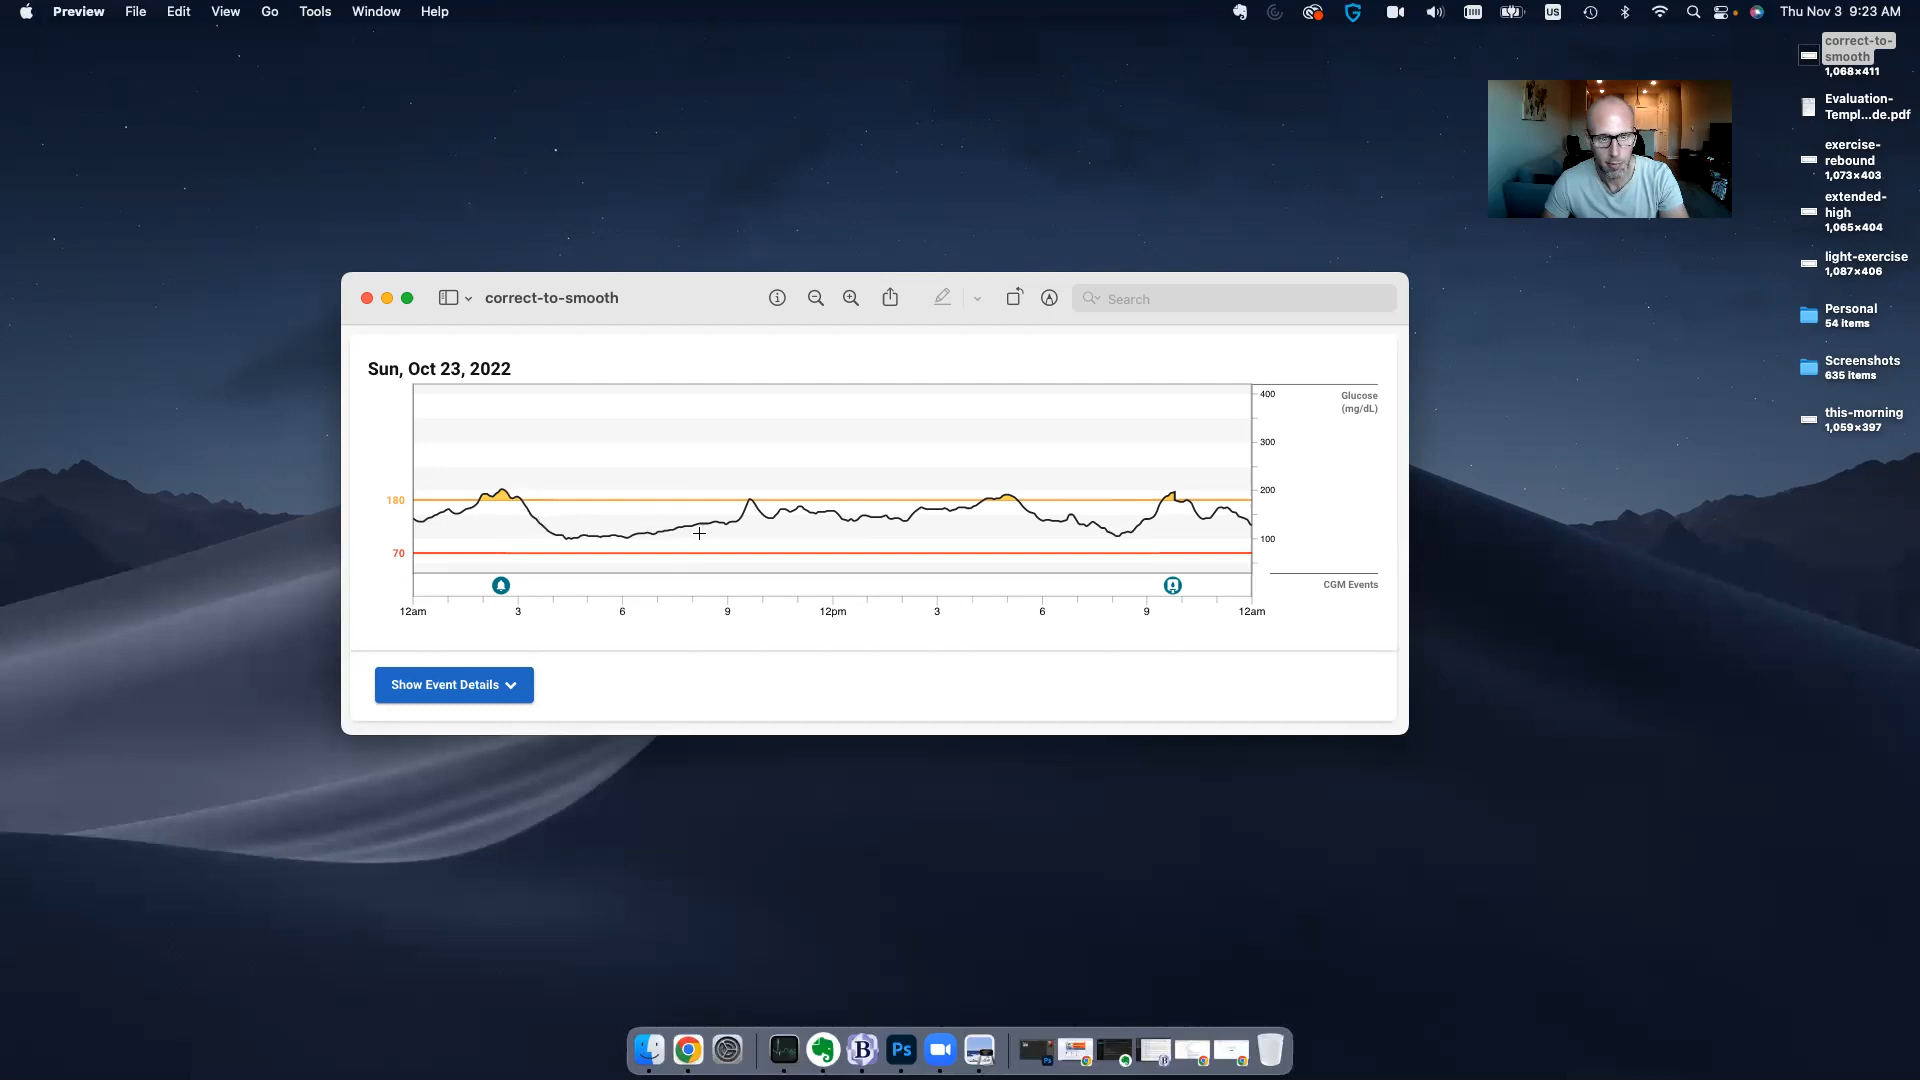 Preview File Edit View Go Tools Window Help
US
Thu Nov 3 9:23 AM
correct-to-
smooth
1,068×411
Evaluation-
Templ...de.pdf
exercise-
rebound
1,073×403
extended-
high
1,065×404
light-exercise
1,087×406
Personal
54 items
Screenshots
635 items
this-morning
1,059×397
correct-to-smooth
Search
Sun, Oct 23, 2022
400
Glucose
(mg/dL)
300
200
180
100
70
CGM Events
12am 3 6 9 12pm 3 6 9 12am
Show Event Details
B
Ps